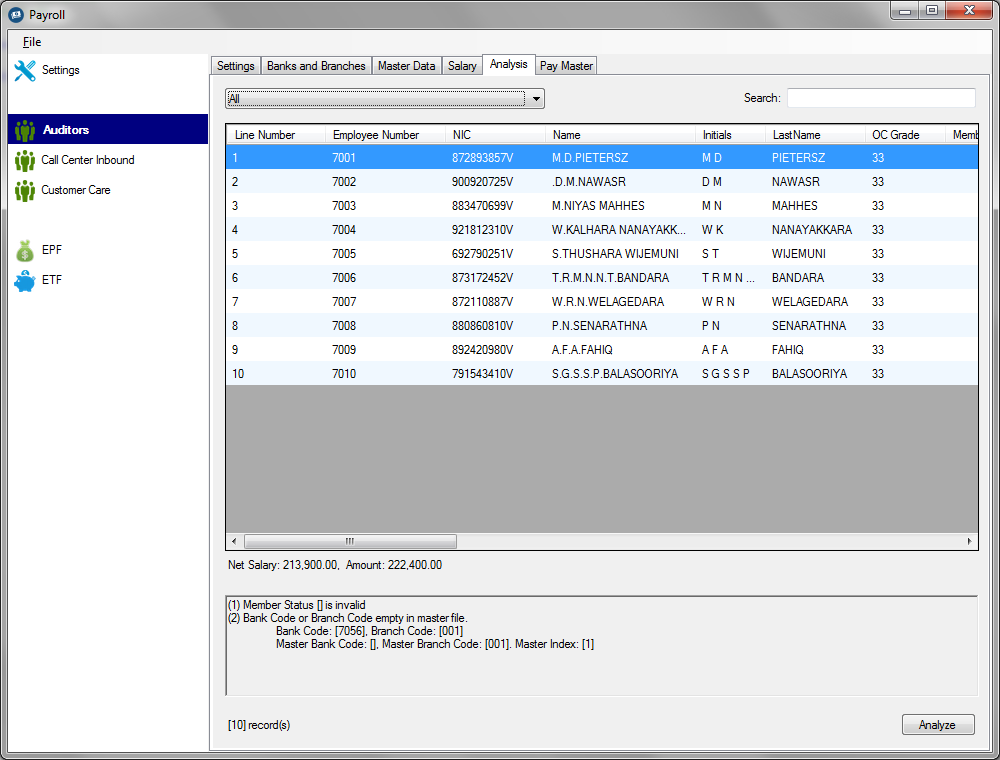 Payroll
File
Settings
Auditors
Call Center Inbound
Customer Care
EPF
ETF
Settings Banks and Branches Master Data Salary Analysis Pay Master
All Search:
Line Number Employee Number NIC Name Initials LastName OC Grade Memb
1 7001 872893857V M.D.PIETERSZ M D PIETERSZ 33
2 7002 900920725V .D.M.NAWASR D M NAWASR 33
3 7003 883470699V M.NIYAS MAHHES M N MAHHES 33
4 7004 921812310V W.KALHARA NANAYAKK... W K NANAYAKKARA 33
5 7005 692790251V S.THUSHARA WIJEMUNI S T WIJEMUNI 33
6 7006 873172452V T.R.M.N.N.T.BANDARA T R M N ... BANDARA 33
7 7007 872110887V W.R.N.WELAGEDARA W R N WELAGEDARA 33
8 7008 880860810V P.N.SENARATHNA P N SENARATHNA 33
9 7009 892420980V A.F.A.FAHIQ A F A FAHIQ 33
10 7010 791543410V S.G.S.S.P.BALASOORIYA S G S S P BALASOORIYA 33
Net Salary: 213,900.00, Amount: 222,400.00
(1) Member Status [] is invalid
(2) Bank Code or Branch Code empty in master file.
Bank Code: [7056], Branch Code: [001]
Master Bank Code: [], Master Branch Code: [001]. Master Index: [1]
[10] record(s) Analyze